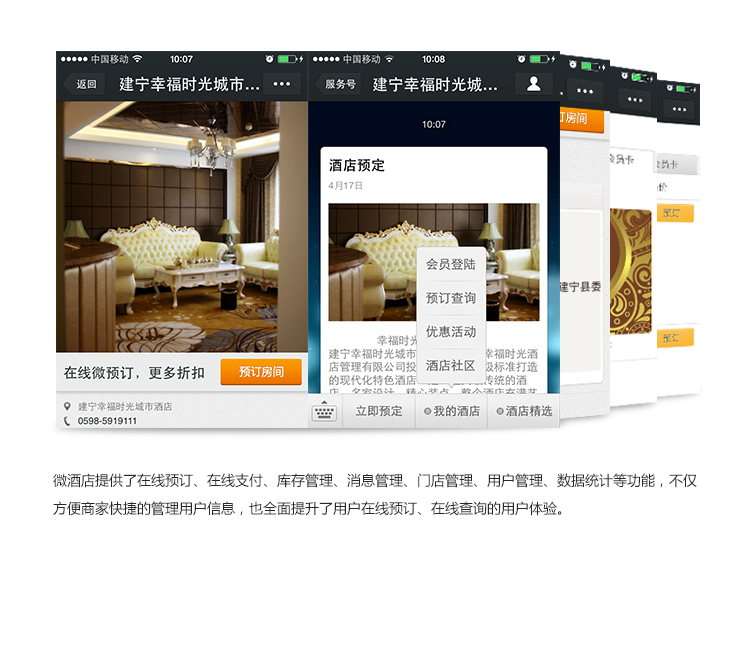 中国移动 10:07
返回 建宁幸福时光城市...
在线微预订，更多折扣 预订房间
建宁幸福时光城市酒店
0598-5919111
中国移动 10:08
服务号 建宁幸福时光城...
10:07
酒店预定
4月17日
幸福时光
建宁幸福时光城市 幸福时光酒
店管理有限公司投 级标准打造
的现代化特色酒店 传统的酒
会员登陆
预订查询
优惠活动
酒店社区
立即预定 我的酒店 酒店精选
订房间
建宁县委
会员卡
员卡
价
预订
预订
微酒店提供了在线预订、在线支付、库存管理、消息管理、门店管理、用户管理、数据统计等功能，不仅
方便商家快捷的管理用户信息，也全面提升了用户在线预订、在线查询的用户体验。